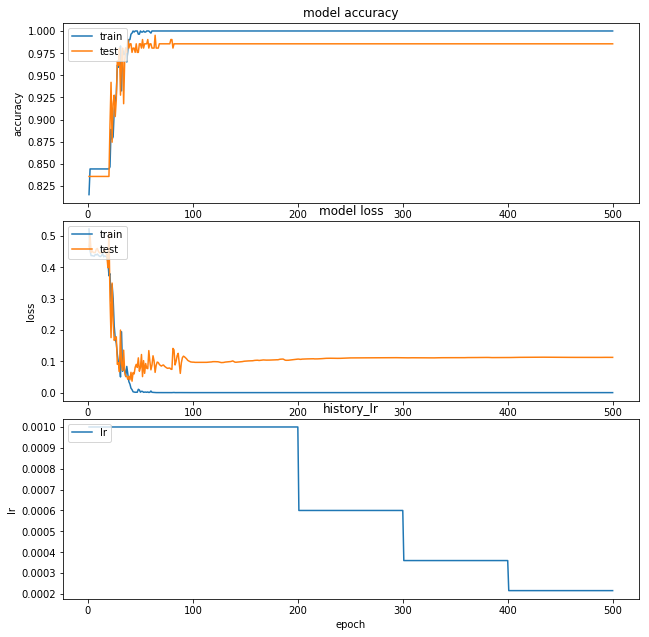 model accuracy
1.000
0.975
0.950
0.925
0.900
0.875
0.850
0.825
accuracy
train
test
0 100 200 300 400 500
model loss
0.5
0.4
0.3
0.2
0.1
0.0
loss
train
test
0 100 200 300 400 500
history_lr
0.0010
0.0009
0.0008
0.0007
0.0006
0.0005
0.0004
0.0003
0.0002
lr
lr
0 100 200 300 400 500
epoch